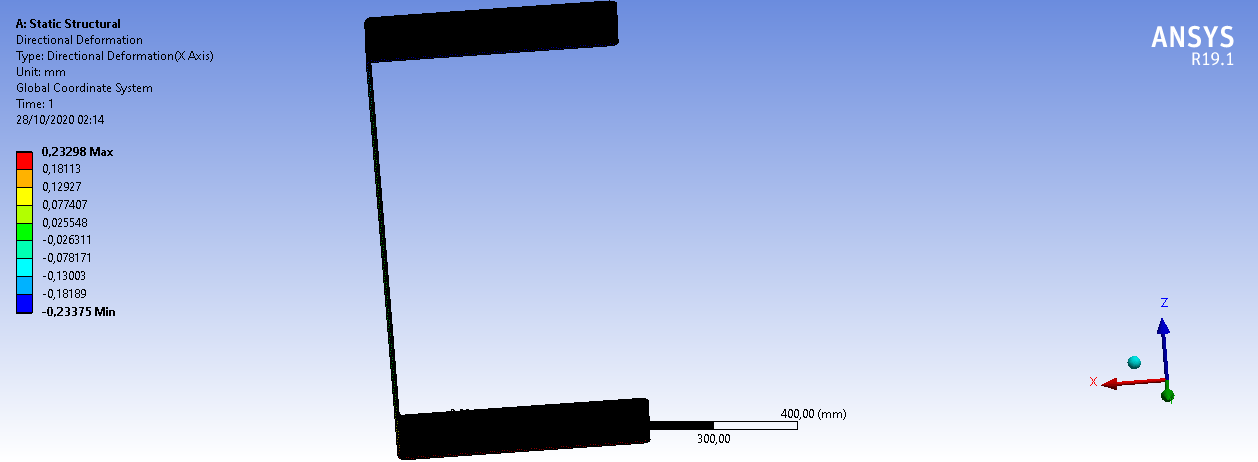 A: Static Structural
Directional Deformation
Type: Directional Deformation(X Axis)
Unit: mm
Global Coordinate System
Time: 1
28/10/2020 02:14
0,23298 Max
0,18113
0,12927
0,077407
0,025548
-0,026311
-0,078171
-0,13003
-0,18189
-0,23375 Min
ANSYS
R19.1
Z
X
400,00 (mm)
300,00